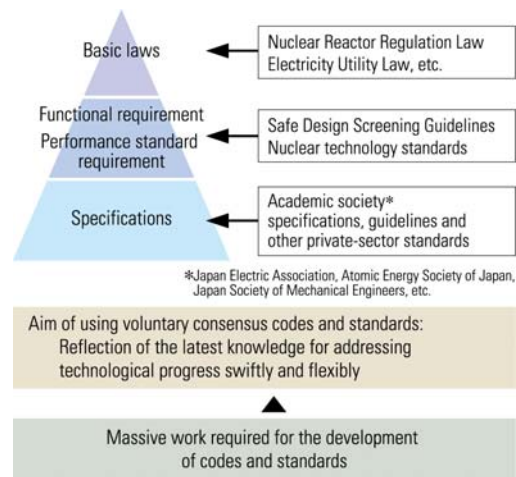 Basic laws
Nuclear Reactor Regulation Law
Electricity Utility Law, etc.
Functional requirement
Performance standard
requirement
Safe Design Screening Guidelines
Nuclear technology standards
Specifications
Academic society*
specifications, guidelines and
other private-sector standards
*Japan Electric Association, Atomic Energy Society of Japan,
Japan Society of Mechanical Engineers, etc.
Aim of using voluntary consensus codes and standards:
Reflection of the latest knowledge for addressing
technological progress swiftly and flexibly
Massive work required for the development
of codes and standards